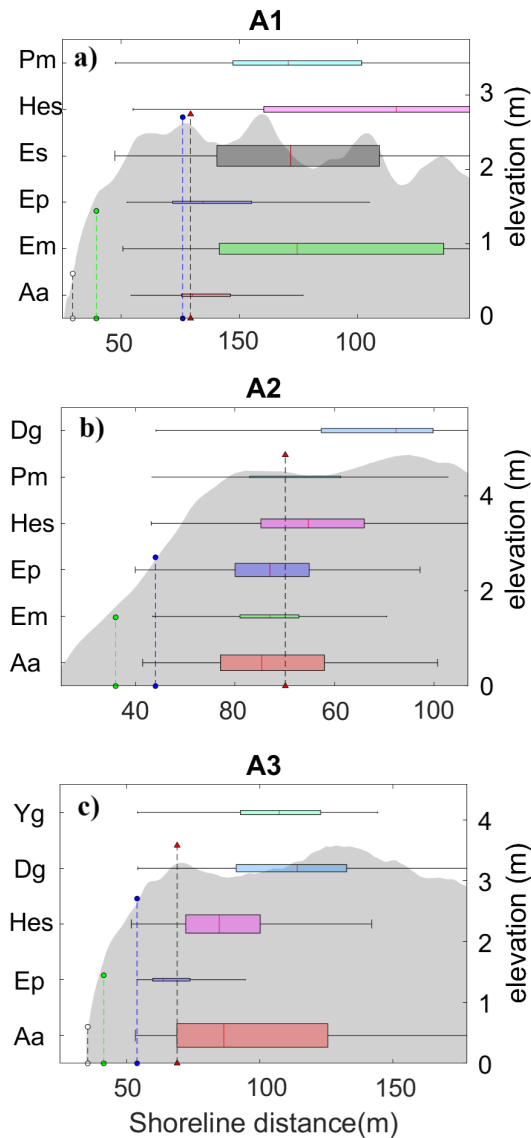 A1
a)
Pm
Hes
Es
Ep
Em
Aa
3
2
1
0
elevation (m)
50 150 100
A2
b)
Dg
Pm
Hes
Ep
Em
Aa
4
2
0
elevation (m)
40 80 60 100
A3
c)
Yg
Dg
Hes
Ep
Aa
4
3
2
1
0
elevation (m)
50 100 150
Shoreline distance(m)